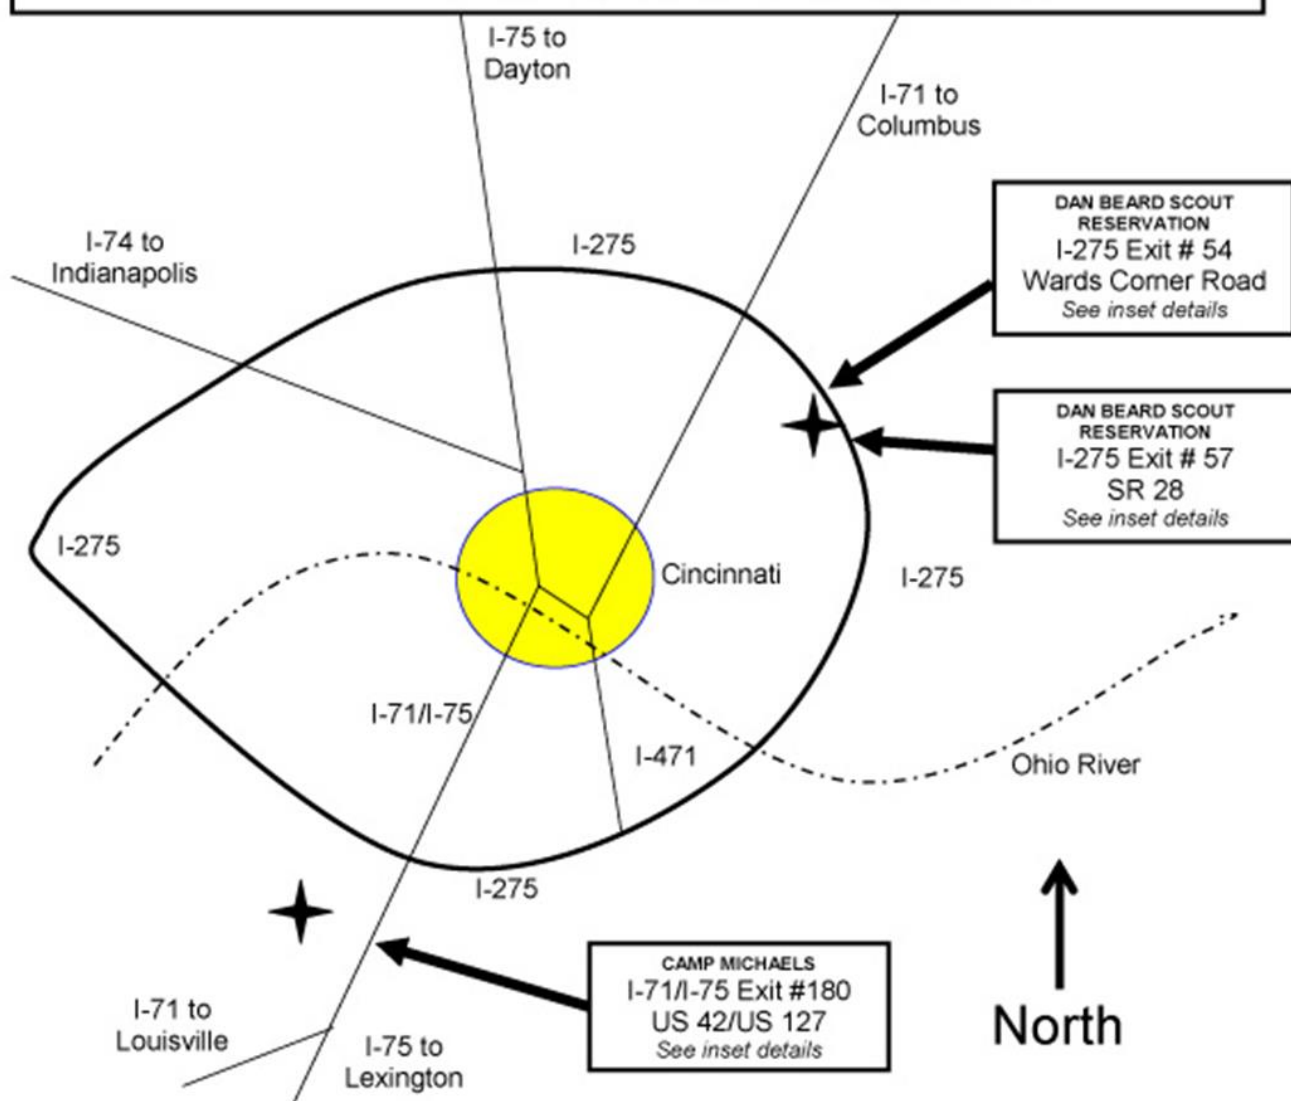 I-75 to
Dayton
I-71 to
Columbus
DAN BEARD SCOUT
RESERVATION
I-275 Exit # 54
Wards Corner Road
See inset details
I-74 to
Indianapolis
I-275
DAN BEARD SCOUT
RESERVATION
I-275 Exit # 57
SR 28
See inset details
I-275
Cincinnati
I-275
I-71/I-75
I-471
Ohio River
I-275
CAMP MICHAELS
I-71/I-75 Exit #180
US 42/US 127
See inset details
North
I-71 to
Louisville
I-75 to
Lexington